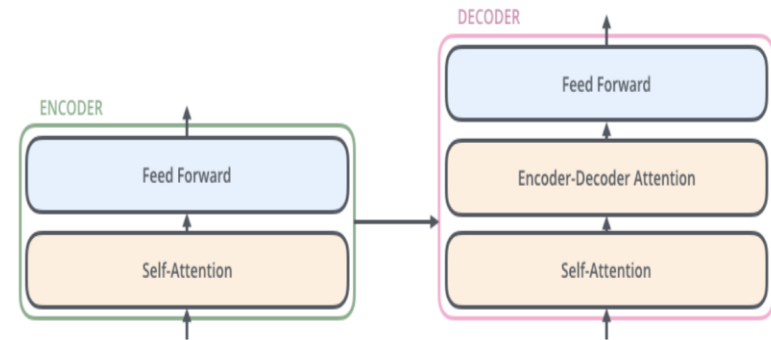 ENCODER
Feed Forward
Self-Attention
DECODER
Feed Forward
Encoder-Decoder Attention
Self-Attention